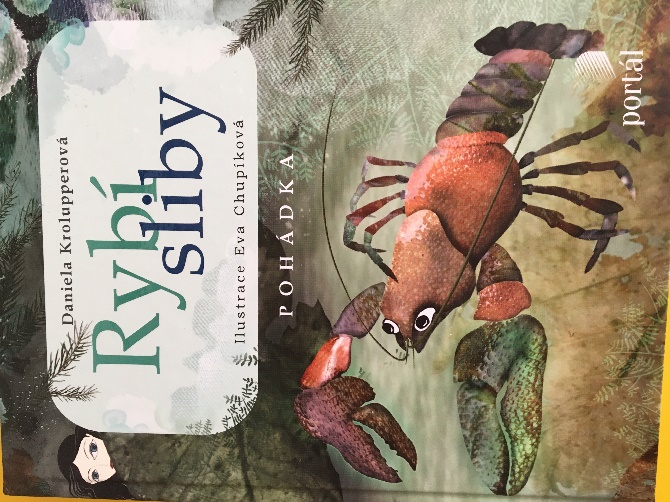 Daniela Krolupperová
Rybí
sliby
Ilustrace Eva Chupíková
POHÁDKA
portál